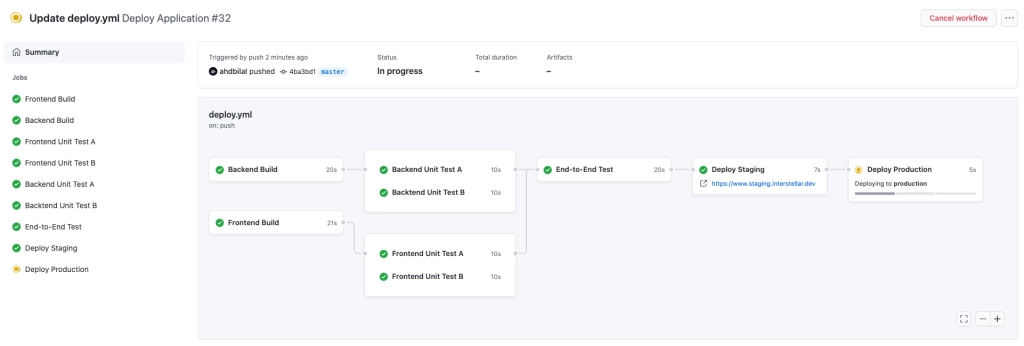 Update deploy.yml Deploy Application #32
Cancel workflow
Summary
Jobs
Frontend Build
Backend Build
Frontend Unit Test A
Frontend Unit Test B
Backend Unit Test A
Backtend Unit Test B
End-to-End Test
Deploy Staging
Deploy Production
Triggered by push 2 minutes ago
ahdbilal pushed 4ba3bd1 master
Status
In progress
Total duration
–
Artifacts
–
deploy.yml
on: push
Backend Build 20s
Frontend Build 21s
Backend Unit Test A 10s
Backtend Unit Test B 10s
Frontend Unit Test A 10s
Frontend Unit Test B 10s
End-to-End Test 20s
Deploy Staging 7s
https://www.staging.interstellar.dev
Deploy Production 5s
Deploying to production